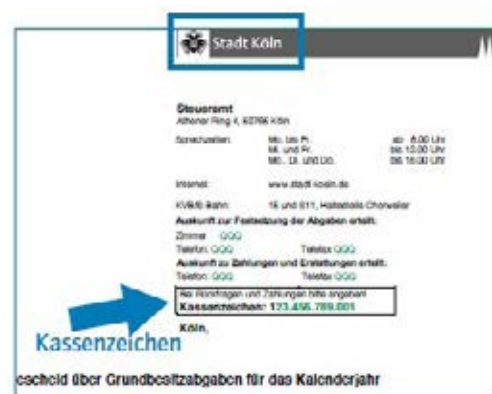 Stadt Köln
Steueramt
Athener Ring 4, 50765 Köln
Sprechzeiten: Mo. bis Fr. ab 8.00 Uhr
Mi. und Fr. bis 12.00 Uhr
Mo., Di. und Do. bis 16.00 Uhr
Internet: www.stadt-koeln.de
Bahn: und Haltestelle Chorweiler
Auskunft zur Festsetzung der Abgaben erteilt:
Zimmer QQQ
Telefon: QQQ Telefax QQQ
Auskunft zu Zahlungen und Erstattungen erteilt:
Telefon: QQQ Telefax QQQ
Bei Rückfragen und Zahlungen bitte angeben!
Kassenzeichen: 123.456.789.001
Kassenzeichen
Köln,
escheid über Grundbesitzabgaben für das Kalenderjahr